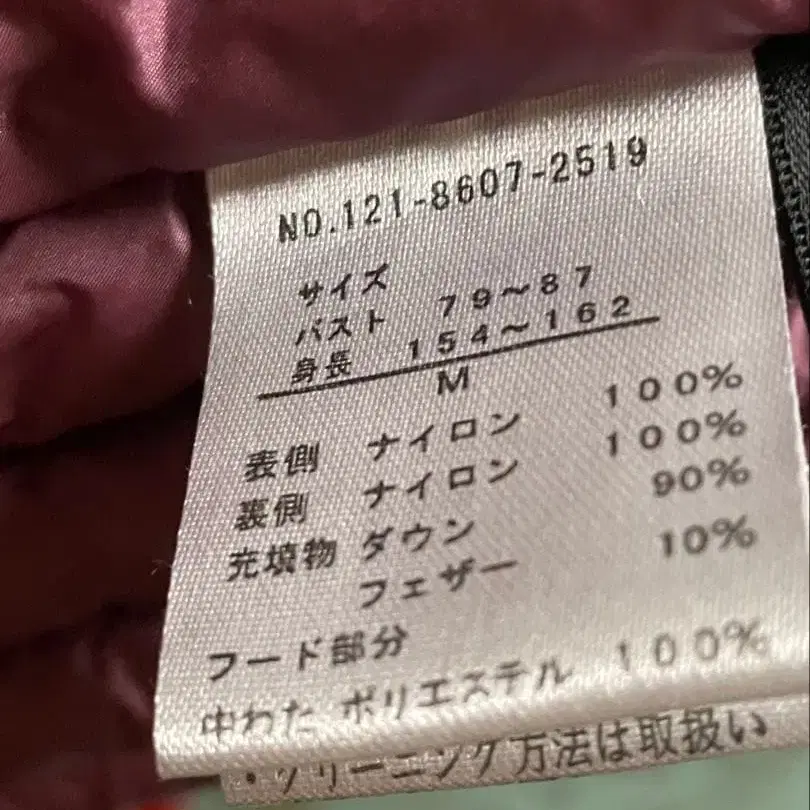 NO.121-8607-2519
サイズ
バスト 79~87
身長 154~162
M
表側 ナイロン 100%
裏側 ナイロン 100%
充填物 ダウン 90%
フェザー 10%
フード部分
中わた ポリエステル 100%
・クリーニング方法は取扱い